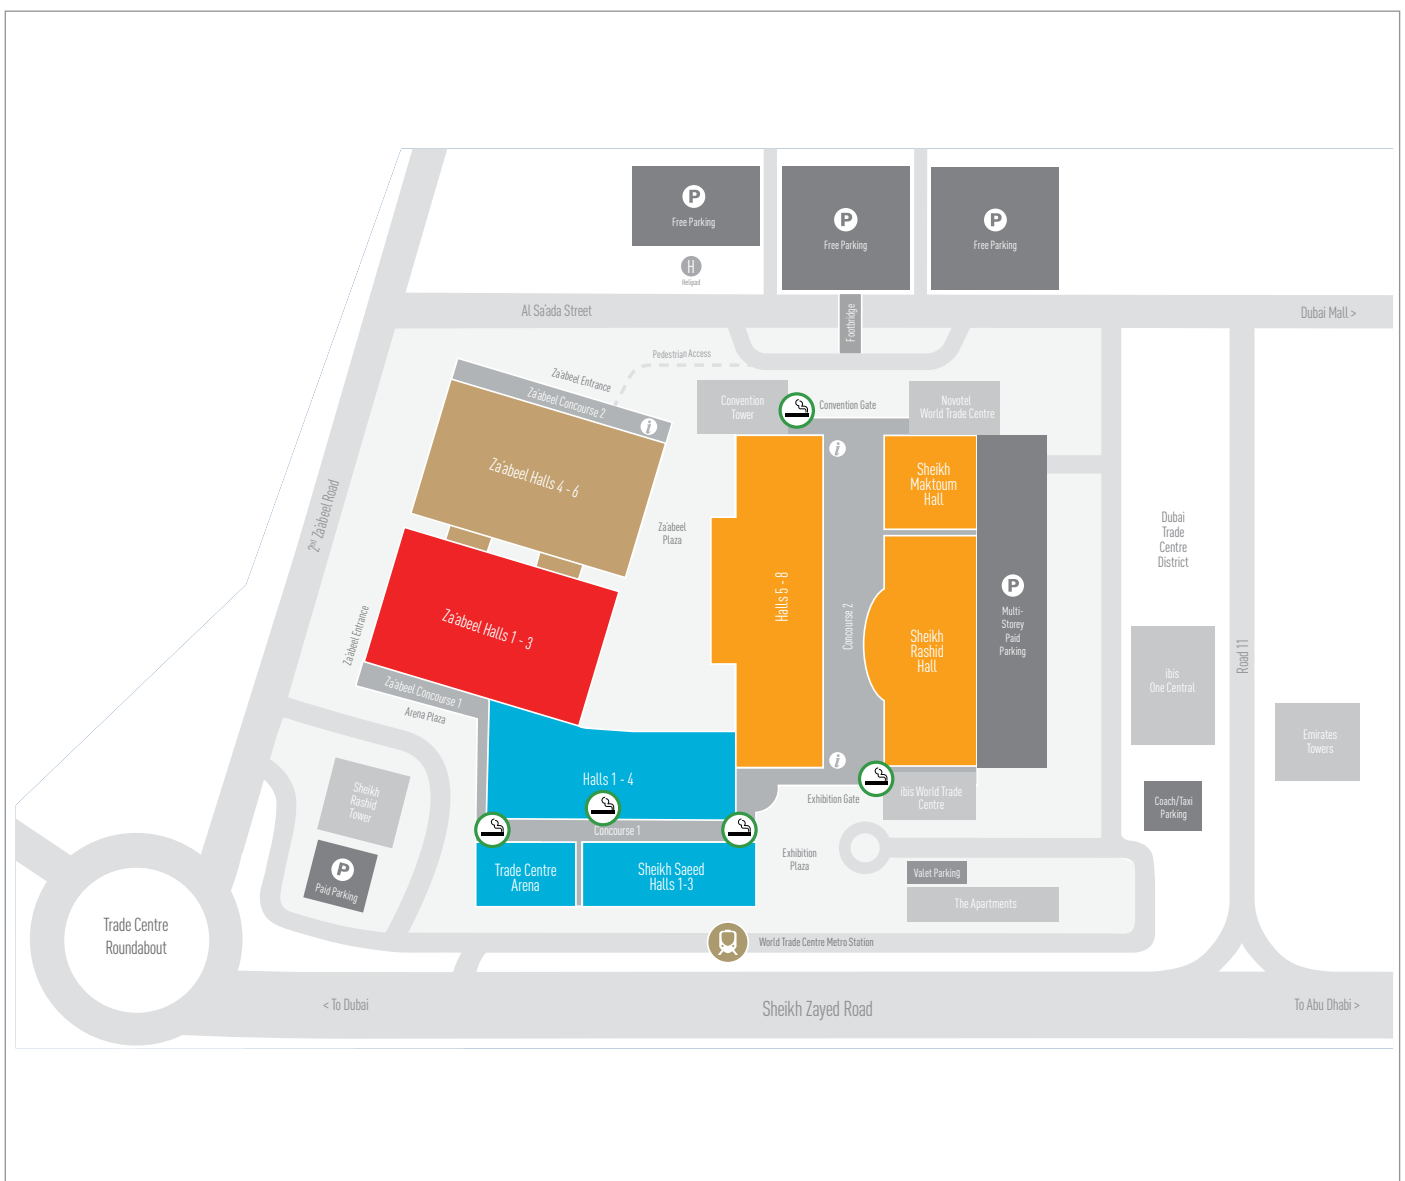 P
Free Parking
P
Free Parking
P
Free Parking
H
Helipad
Al Sa'ada Street
Footbridge
Dubai Mall >
Pedestrian Access
Za'abeel Entrance
Za'abeel Concourse 2
i
Convention
Tower
Convention Gate
Novotel
World Trade Centre
i
Za'abeel Halls 4 - 6
Sheikh
Maktoum
Hall
2nd Za'abeel Road
Za'abeel
Plaza
Dubai
Trade
Centre
District
Halls 5 - 8
Concourse 2
P
Multi-
Storey
Paid
Parking
Za'abeel Entrance
Za'abeel Halls 1 - 3
Sheikh
Rashid
Hall
Road 11
ibis
One Central
Za'abeel Concourse 1
Arena Plaza
Emirates
Towers
i
Halls 1 - 4
Sheikh
Rashid
Tower
Exhibition Gate
ibis World Trade
Centre
Coach/Taxi
Parking
Concourse 1
Exhibition
Plaza
P
Paid Parking
Trade Centre
Arena
Sheikh Saeed
Halls 1-3
Valet Parking
The Apartments
Trade Centre
Roundabout
World Trade Centre Metro Station
< To Dubai
Sheikh Zayed Road
To Abu Dhabi >